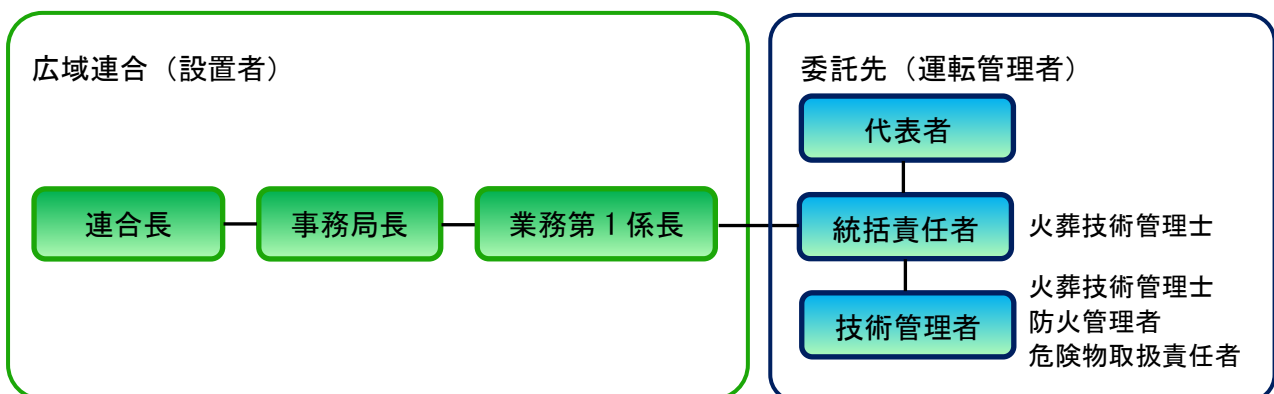 広域連合（設置者）
連合長
事務局長
業務第１係長
委託先（運転管理者）
代表者
統括責任者
火葬技術管理士
技術管理者
火葬技術管理士
防火管理者
危険物取扱責任者